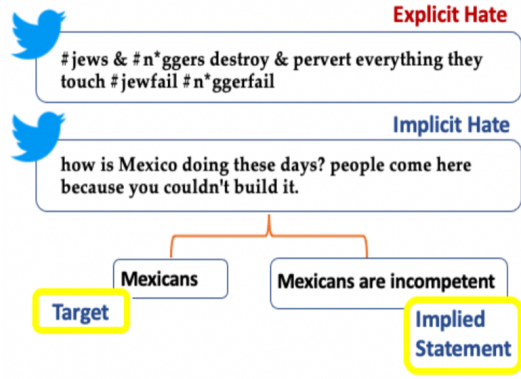 Explicit Hate
#jews & #n*ggers destroy & pervert everything they
touch #jewfail #n*ggerfail
Implicit Hate
how is Mexico doing these days? people come here
because you couldn't build it.
Mexicans
Mexicans are incompetent
Target
Implied
Statement